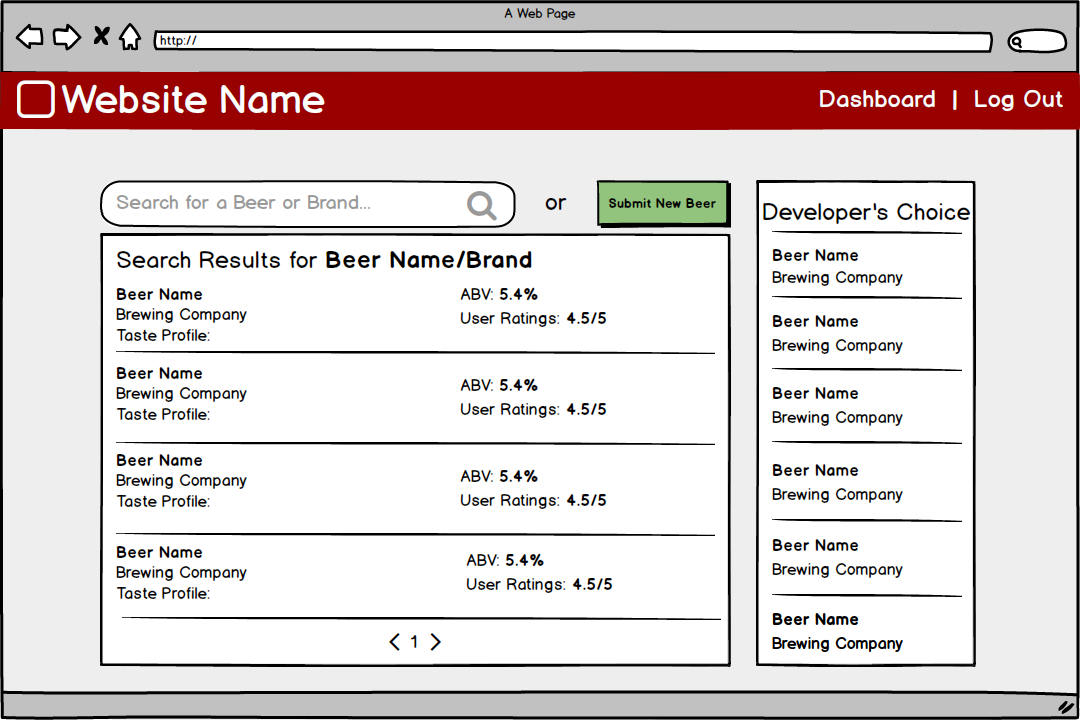 A Web Page
http://
Website Name
Dashboard | Log Out
Search for a Beer or Brand...
or
Submit New Beer
Search Results for Beer Name/Brand
Beer Name
Brewing Company
Taste Profile:
ABV: 5.4%
User Ratings: 4.5/5
Beer Name
Brewing Company
Taste Profile:
ABV: 5.4%
User Ratings: 4.5/5
Beer Name
Brewing Company
Taste Profile:
ABV: 5.4%
User Ratings: 4.5/5
Beer Name
Brewing Company
Taste Profile:
ABV: 5.4%
User Ratings: 4.5/5
< 1 >
Developer's Choice
Beer Name
Brewing Company
Beer Name
Brewing Company
Beer Name
Brewing Company
Beer Name
Brewing Company
Beer Name
Brewing Company
Beer Name
Brewing Company